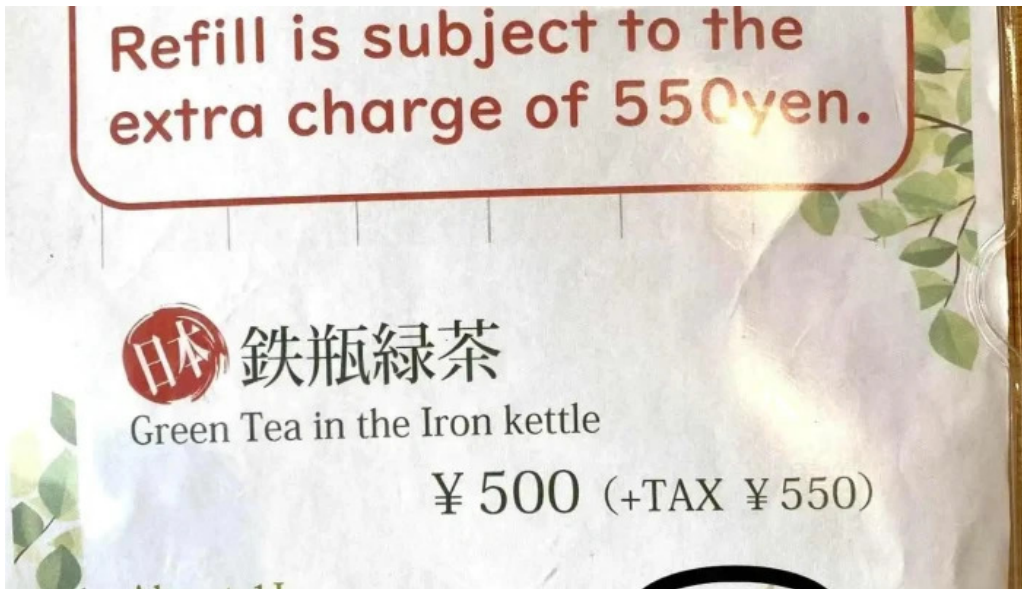 Refill is subject to the
extra charge of 550yen.
日本 鉄瓶緑茶
Green Tea in the Iron kettle
¥500 (+TAX ¥550)